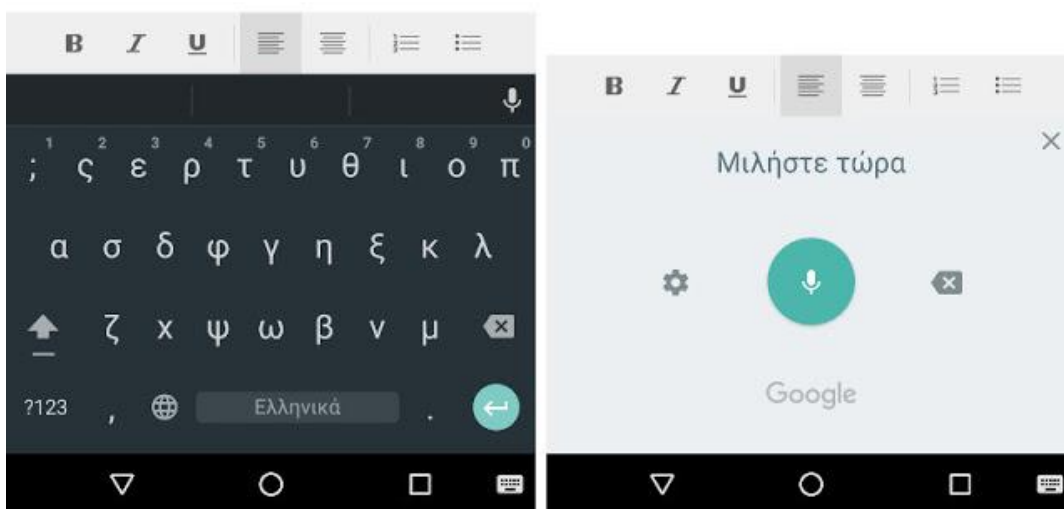 B I U
1 2 3 4 5 6 7 8 9 0
; ς ε ρ τ υ θ ι ο π
α σ δ φ γ η ξ κ λ
ζ χ ψ ω β ν μ
?123 , Ελληνικά .
B I U
Μιλήστε τώρα
Google